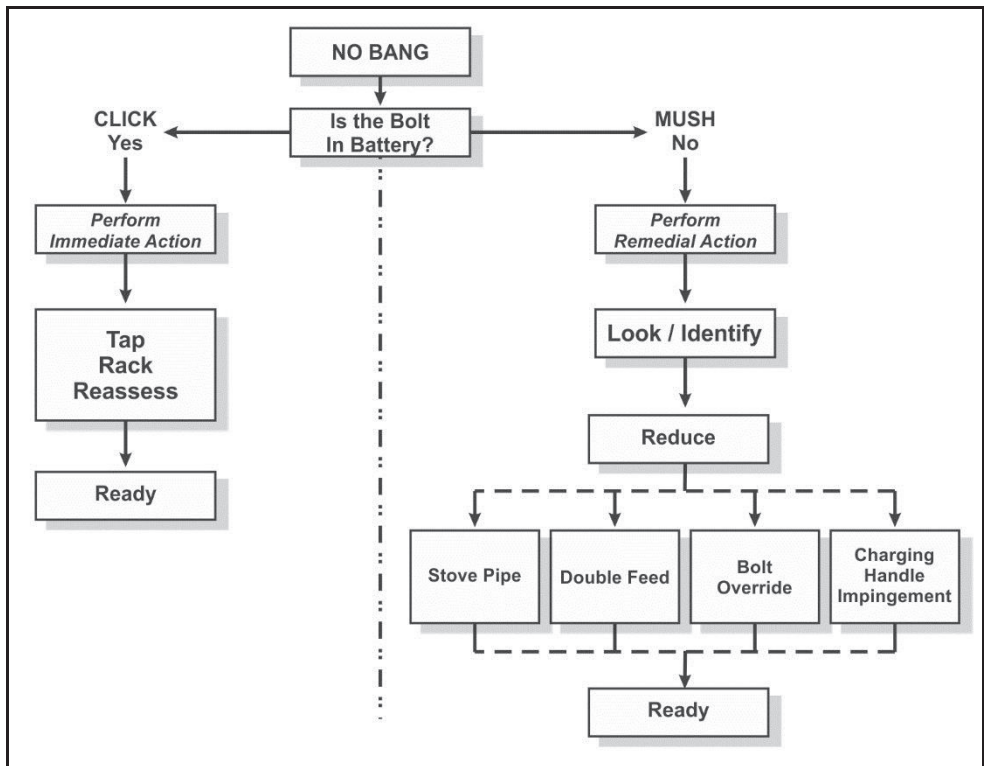 NO BANG
Is the Bolt
In Battery?
CLICK
Yes
Perform
Immediate Action
Tap
Rack
Reassess
Ready
MUSH
No
Perform
Remedial Action
Look / Identify
Reduce
Stove Pipe
Double Feed
Bolt
Override
Charging
Handle
Impingement
Ready